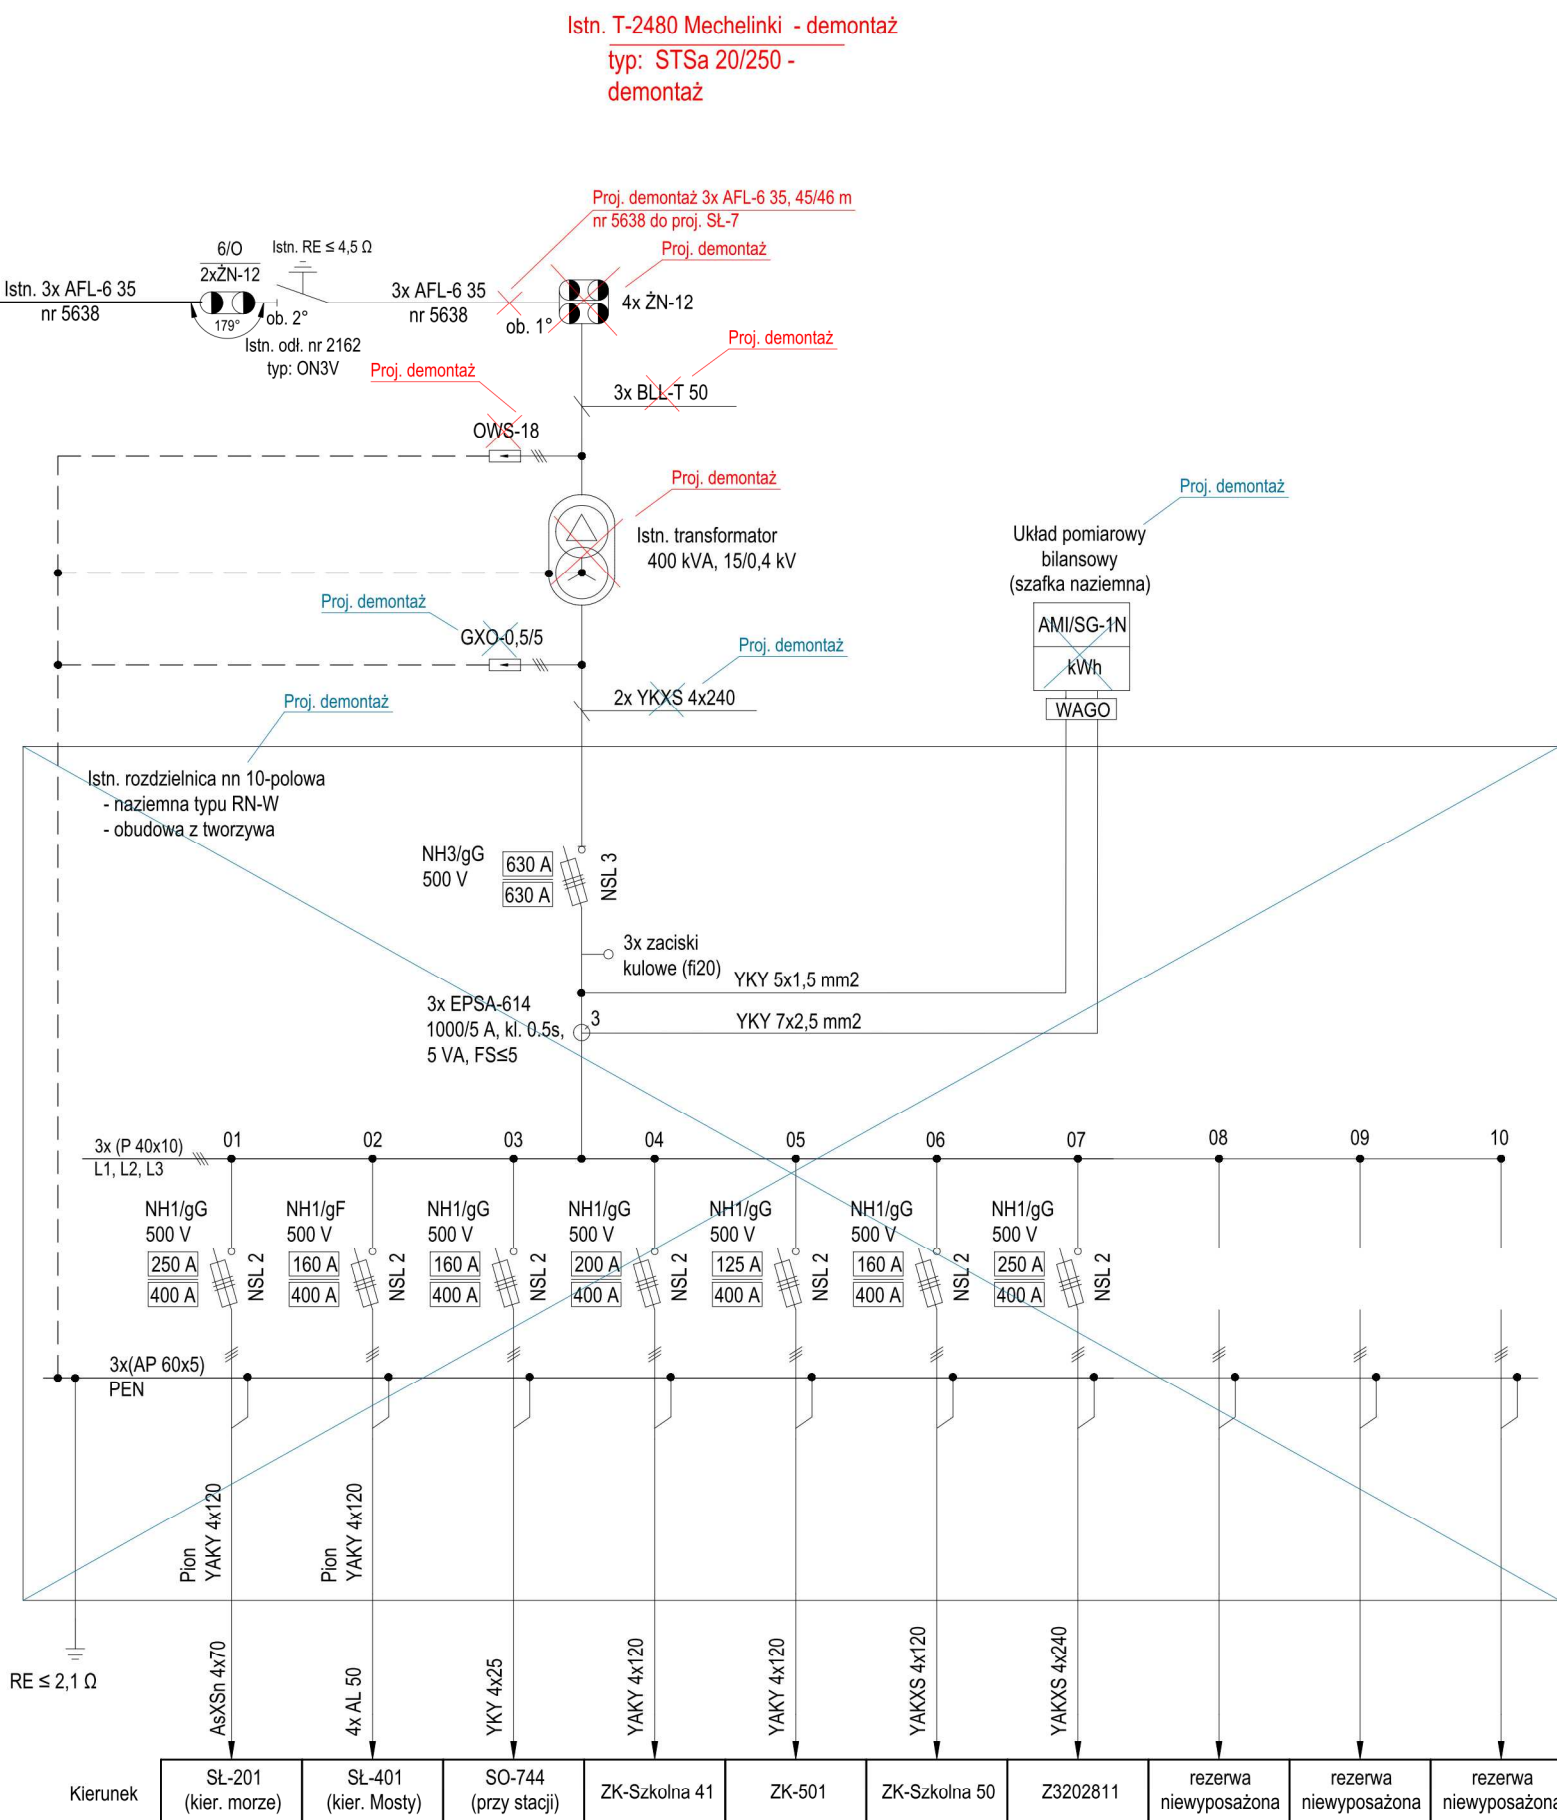 Istn. T-2480 Mechelinki - demontaż
typ: STSa 20/250 -
demontaż
Proj. demontaż 3x AFL-6 35, 45/46 m
nr 5638 do proj. SŁ-7
Proj. demontaż
6/O
2xŻN-12
Istn. RE ≤ 4,5 Ω
Istn. 3x AFL-6 35
nr 5638
179°
ob. 2°
Istn. odł. nr 2162
typ: ON3V
3x AFL-6 35
nr 5638
ob. 1°
4x ŻN-12
Proj. demontaż
3x BLL-T 50
Proj. demontaż
OWS-18
Proj. demontaż
Istn. transformator
400 kVA, 15/0,4 kV
Proj. demontaż
Układ pomiarowy
bilansowy
(szafka naziemna)
AMI/SG-1N
kWh
WAGO
Proj. demontaż
GXO-0,5/5
Proj. demontaż
2x YKXS 4x240
Proj. demontaż
Istn. rozdzielnica nn 10-polowa
- naziemna typu RN-W
- obudowa z tworzywa
NH3/gG
500 V
630 A
630 A
NSL 3
3x zaciski
kulowe (fi20)
YKY 5x1,5 mm2
3x EPSA-614
1000/5 A, kl. 0.5s,
5 VA, FS≤5
3
YKY 7x2,5 mm2
3x (P 40x10)
L1, L2, L3
01
02
03
04
05
06
07
08
09
10
NH1/gG
500 V
250 A
400 A
NSL 2
NH1/gF
500 V
160 A
400 A
NSL 2
NH1/gG
500 V
160 A
400 A
NSL 2
NH1/gG
500 V
200 A
400 A
NSL 2
NH1/gG
500 V
125 A
400 A
NSL 2
NH1/gG
500 V
160 A
400 A
NSL 2
NH1/gG
500 V
250 A
400 A
NSL 2
3x(AP 60x5)
PEN
Pion
YAKY 4x120
Pion
YAKY 4x120
RE ≤ 2,1 Ω
AsXSn 4x70
4x AL 50
YKY 4x25
YAKY 4x120
YAKY 4x120
YAKXS 4x120
YAKXS 4x240
Kierunek
SŁ-201
(kier. morze)
SŁ-401
(kier. Mosty)
SO-744
(przy stacji)
ZK-Szkolna 41
ZK-501
ZK-Szkolna 50
Z3202811
rezerwa
niewyposażona
rezerwa
niewyposażona
rezerwa
niewyposażona